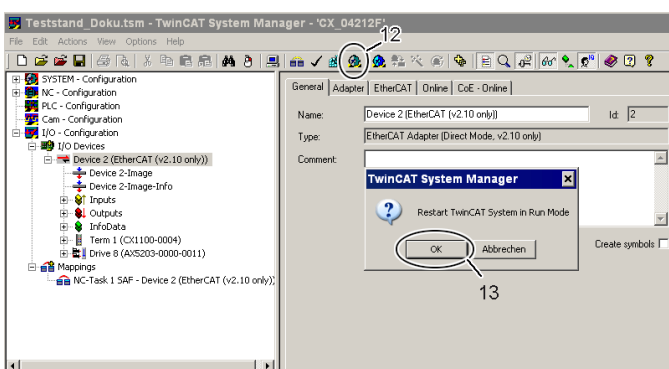 Teststand_Doku.tsm - TwinCAT System Manager - 'CX_04212F'
12
File Edit Actions View Options Help
SYSTEM - Configuration
NC - Configuration
PLC - Configuration
Cam - Configuration
I/O - Configuration
I/O Devices
Device 2 (EtherCAT (v2.10 only))
Device 2-Image
Device 2-Image-Info
Inputs
Outputs
InfoData
Term 1 (CX1100-0004)
Drive 8 (AX5203-0000-0011)
Mappings
NC-Task 1 SAF - Device 2 (EtherCAT (v2.10 only))
General Adapter EtherCAT Online CoE - Online
Name: Device 2 (EtherCAT (v2.10 only)) Id: 2
Type: EtherCAT Adapter (Direct Mode, v2.10 only)
Comment:
TwinCAT System Manager
Restart TwinCAT System in Run Mode
OK Abbrechen
Create symbols
13